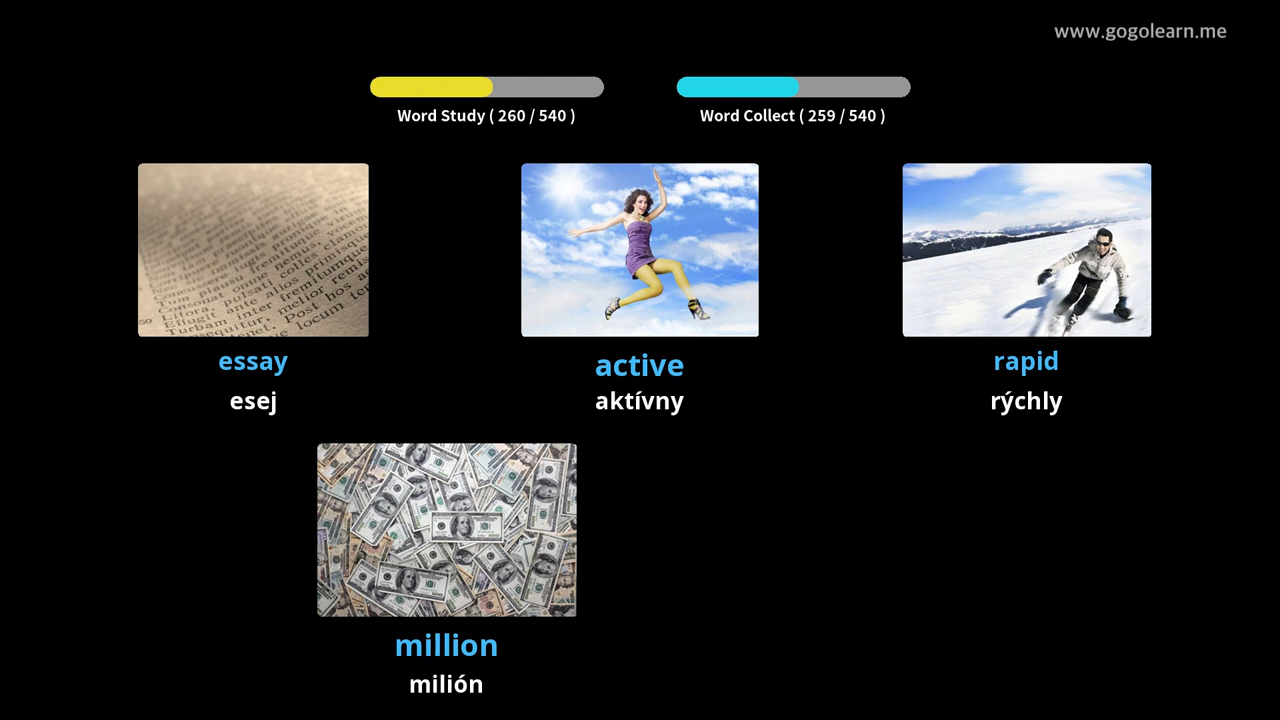 www.gogolearn.me
Word Study ( 260 / 540 )
Word Collect ( 259 / 540 )
essay
active
rapid
esej
aktívny
rýchly
million
milión